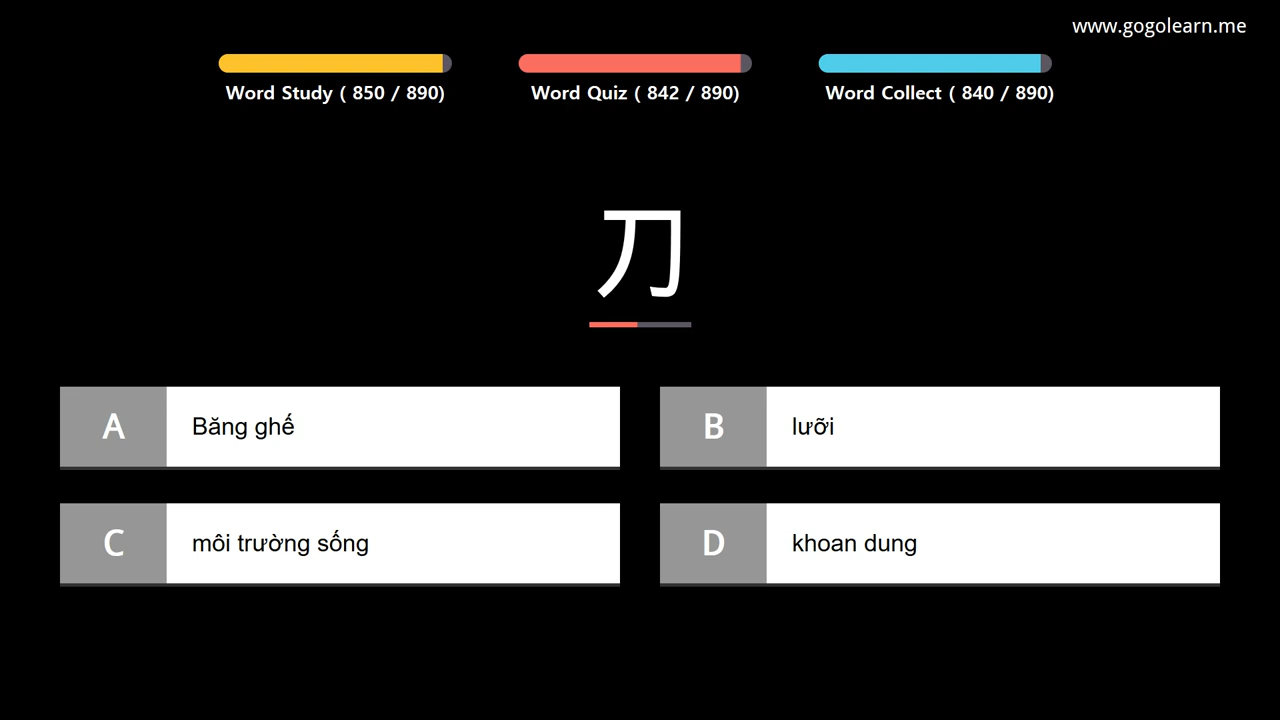 www.gogolearn.me
Word Study ( 850 / 890)
Word Quiz ( 842 / 890)
Word Collect ( 840 / 890)
刀
A Băng ghế
B lưỡi
C môi trường sống
D khoan dung